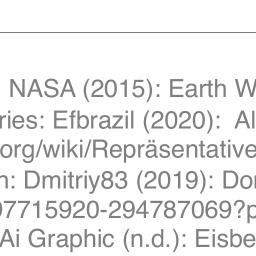 NASA (2015): Earth W
ries: Efbrazil (2020): Al
org/wiki/Repräsentative
n: Dmitriy83 (2019): Dor
07715920-294787069?p
Ai Graphic (n.d.): Eisbe